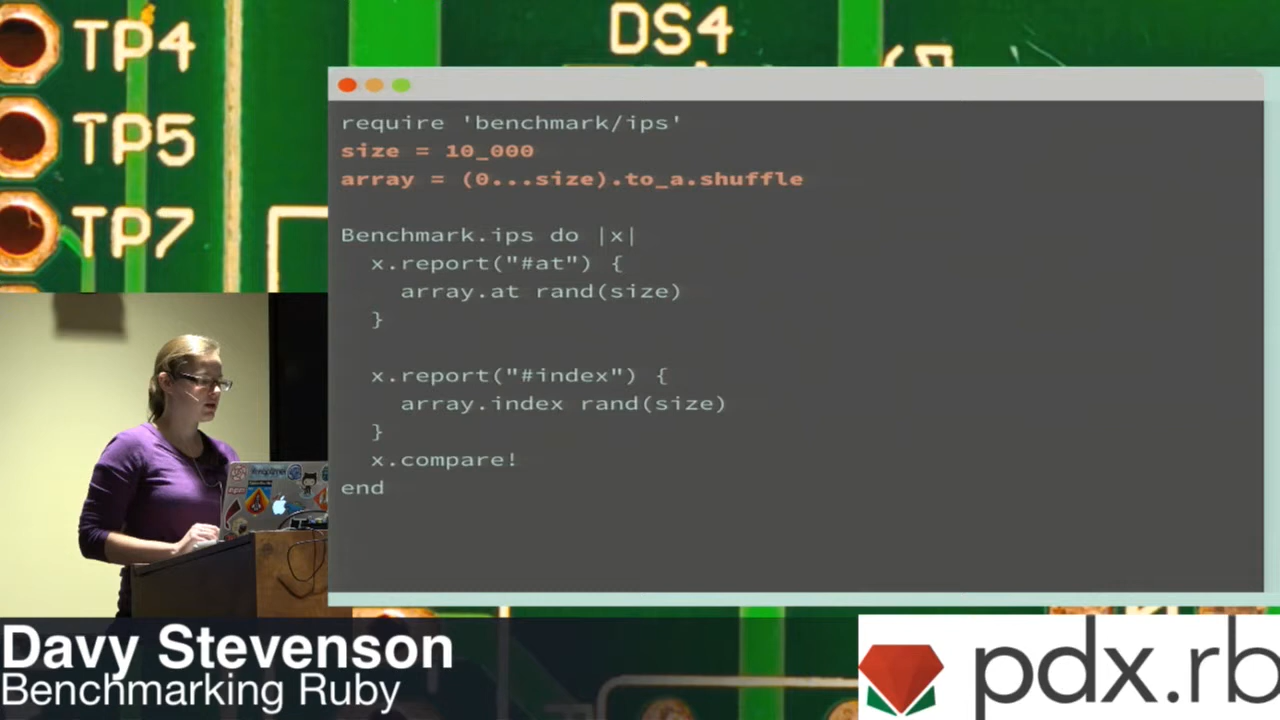 TP4
TP5
TP7
DS4
require 'benchmark/ips'
size = 10_000
array = (0...size).to_a.shuffle
Benchmark.ips do |x|
x.report("#at") {
array.at rand(size)
}
x.report("#index") {
array.index rand(size)
}
x.compare!
end
Davy Stevenson
Benchmarking Ruby
pdx.rb